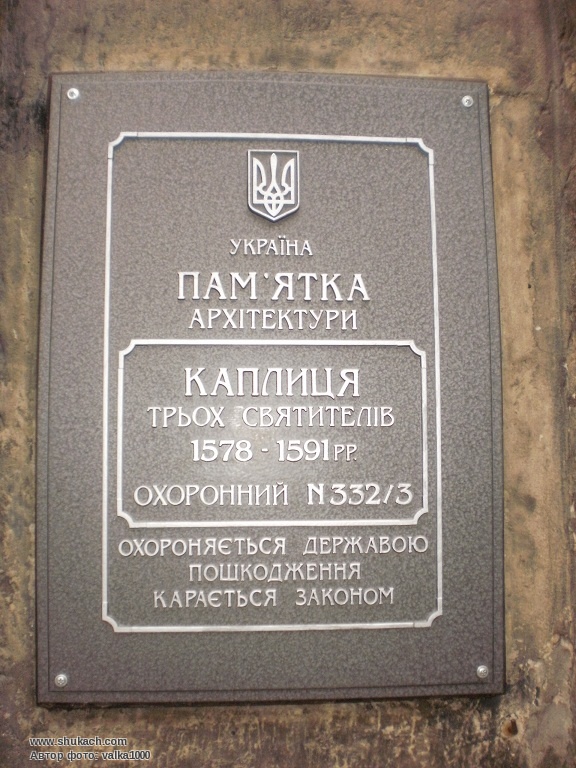 УКРАЇНА
ПАМ'ЯТКА
АРХІТЕКТУРИ
КАПЛИЦЯ
ТРЬОХ СВЯТИТЕЛІВ
1578 - 1591 РР.
ОХОРОННИЙ N 332/3
ОХОРОНЯЄТЬСЯ ДЕРЖАВОЮ
ПОШКОДЖЕННЯ
КАРАЄТЬСЯ ЗАКОНОМ
www.shukach.com
Автор фото: valka1000